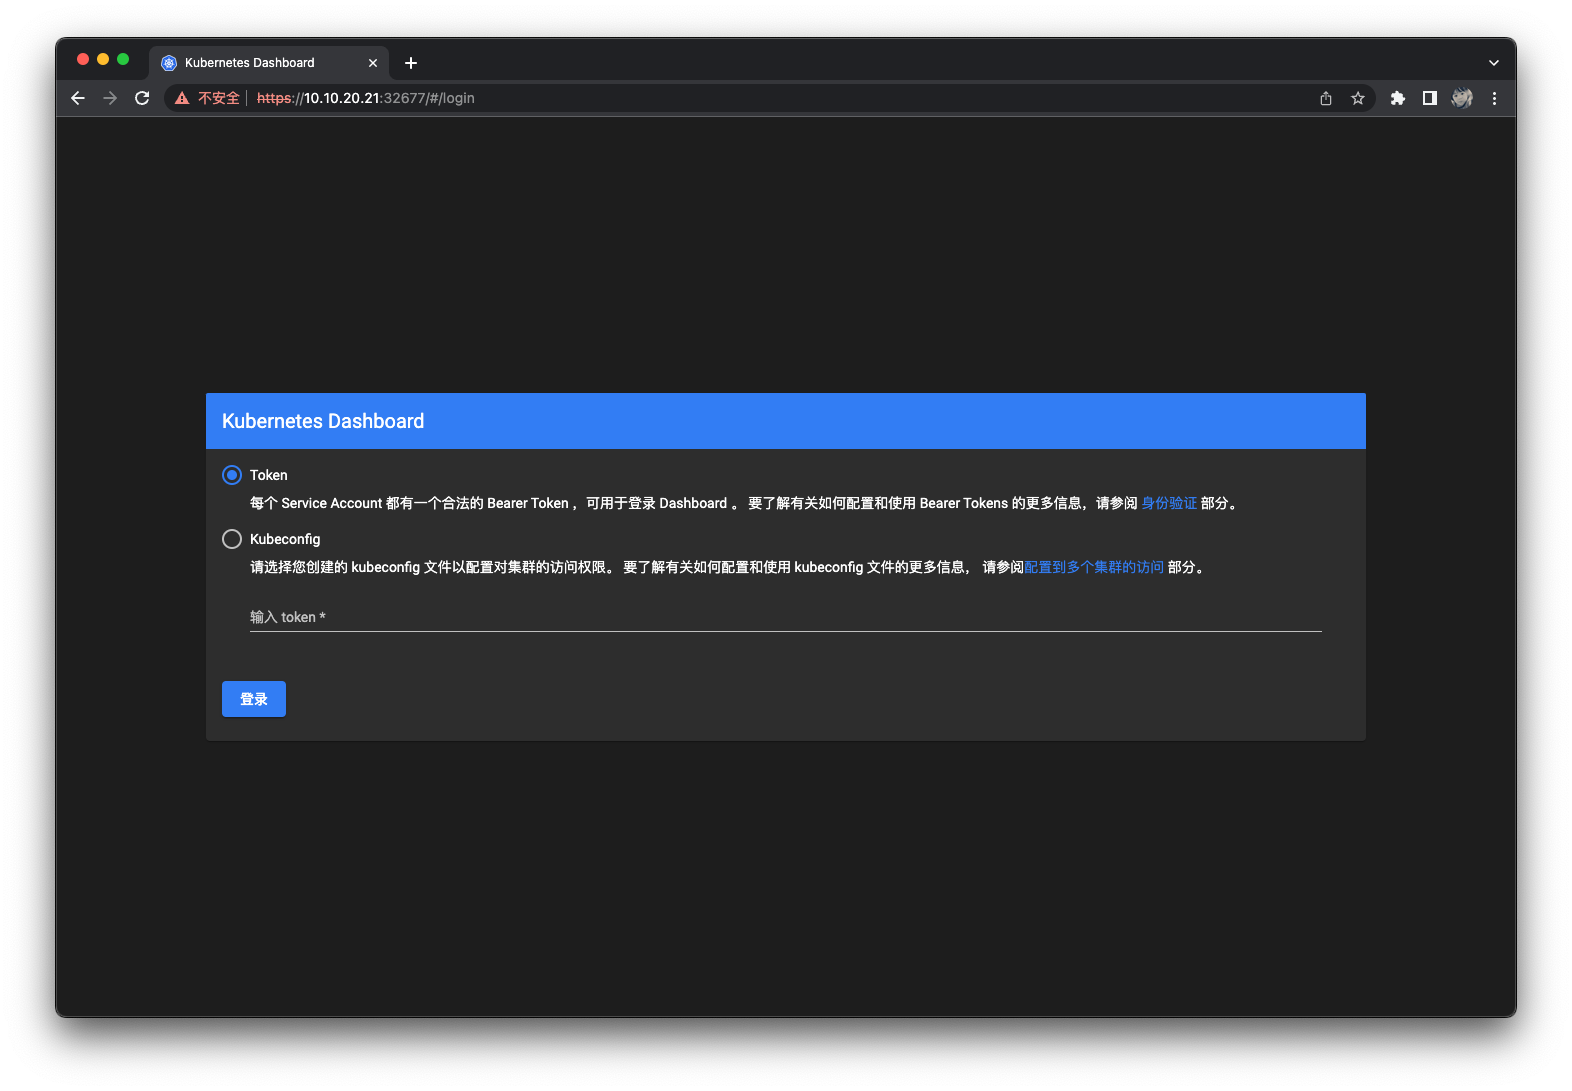 Kubernetes Dashboard
不安全 https://10.10.20.21:32677/#/login
Kubernetes Dashboard
Token
每个 Service Account 都有一个合法的 Bearer Token ，可用于登录 Dashboard 。 要了解有关如何配置和使用 Bearer Tokens 的更多信息，请参阅 身份验证 部分。
Kubeconfig
请选择您创建的 kubeconfig 文件以配置对集群的访问权限。 要了解有关如何配置和使用 kubeconfig 文件的更多信息， 请参阅配置到多个集群的访问 部分。
输入 token *
登录